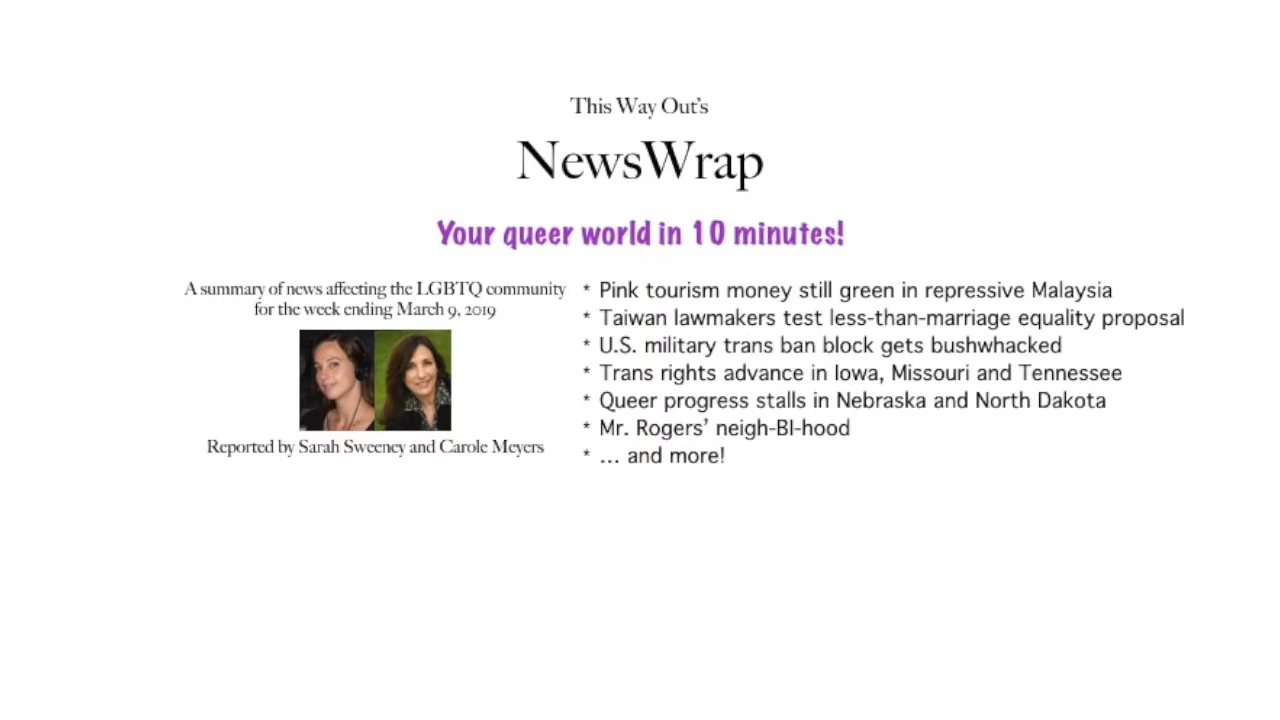 This Way Out's
NewsWrap
Your queer world in 10 minutes!
A summary of news affecting the LGBTQ community
for the week ending March 9, 2019
Reported by Sarah Sweeney and Carole Meyers
* Pink tourism money still green in repressive Malaysia
* Taiwan lawmakers test less-than-marriage equality proposal
* U.S. military trans ban block gets bushwhacked
* Trans rights advance in Iowa, Missouri and Tennessee
* Queer progress stalls in Nebraska and North Dakota
* Mr. Rogers' neigh-BI-hood
* ... and more!